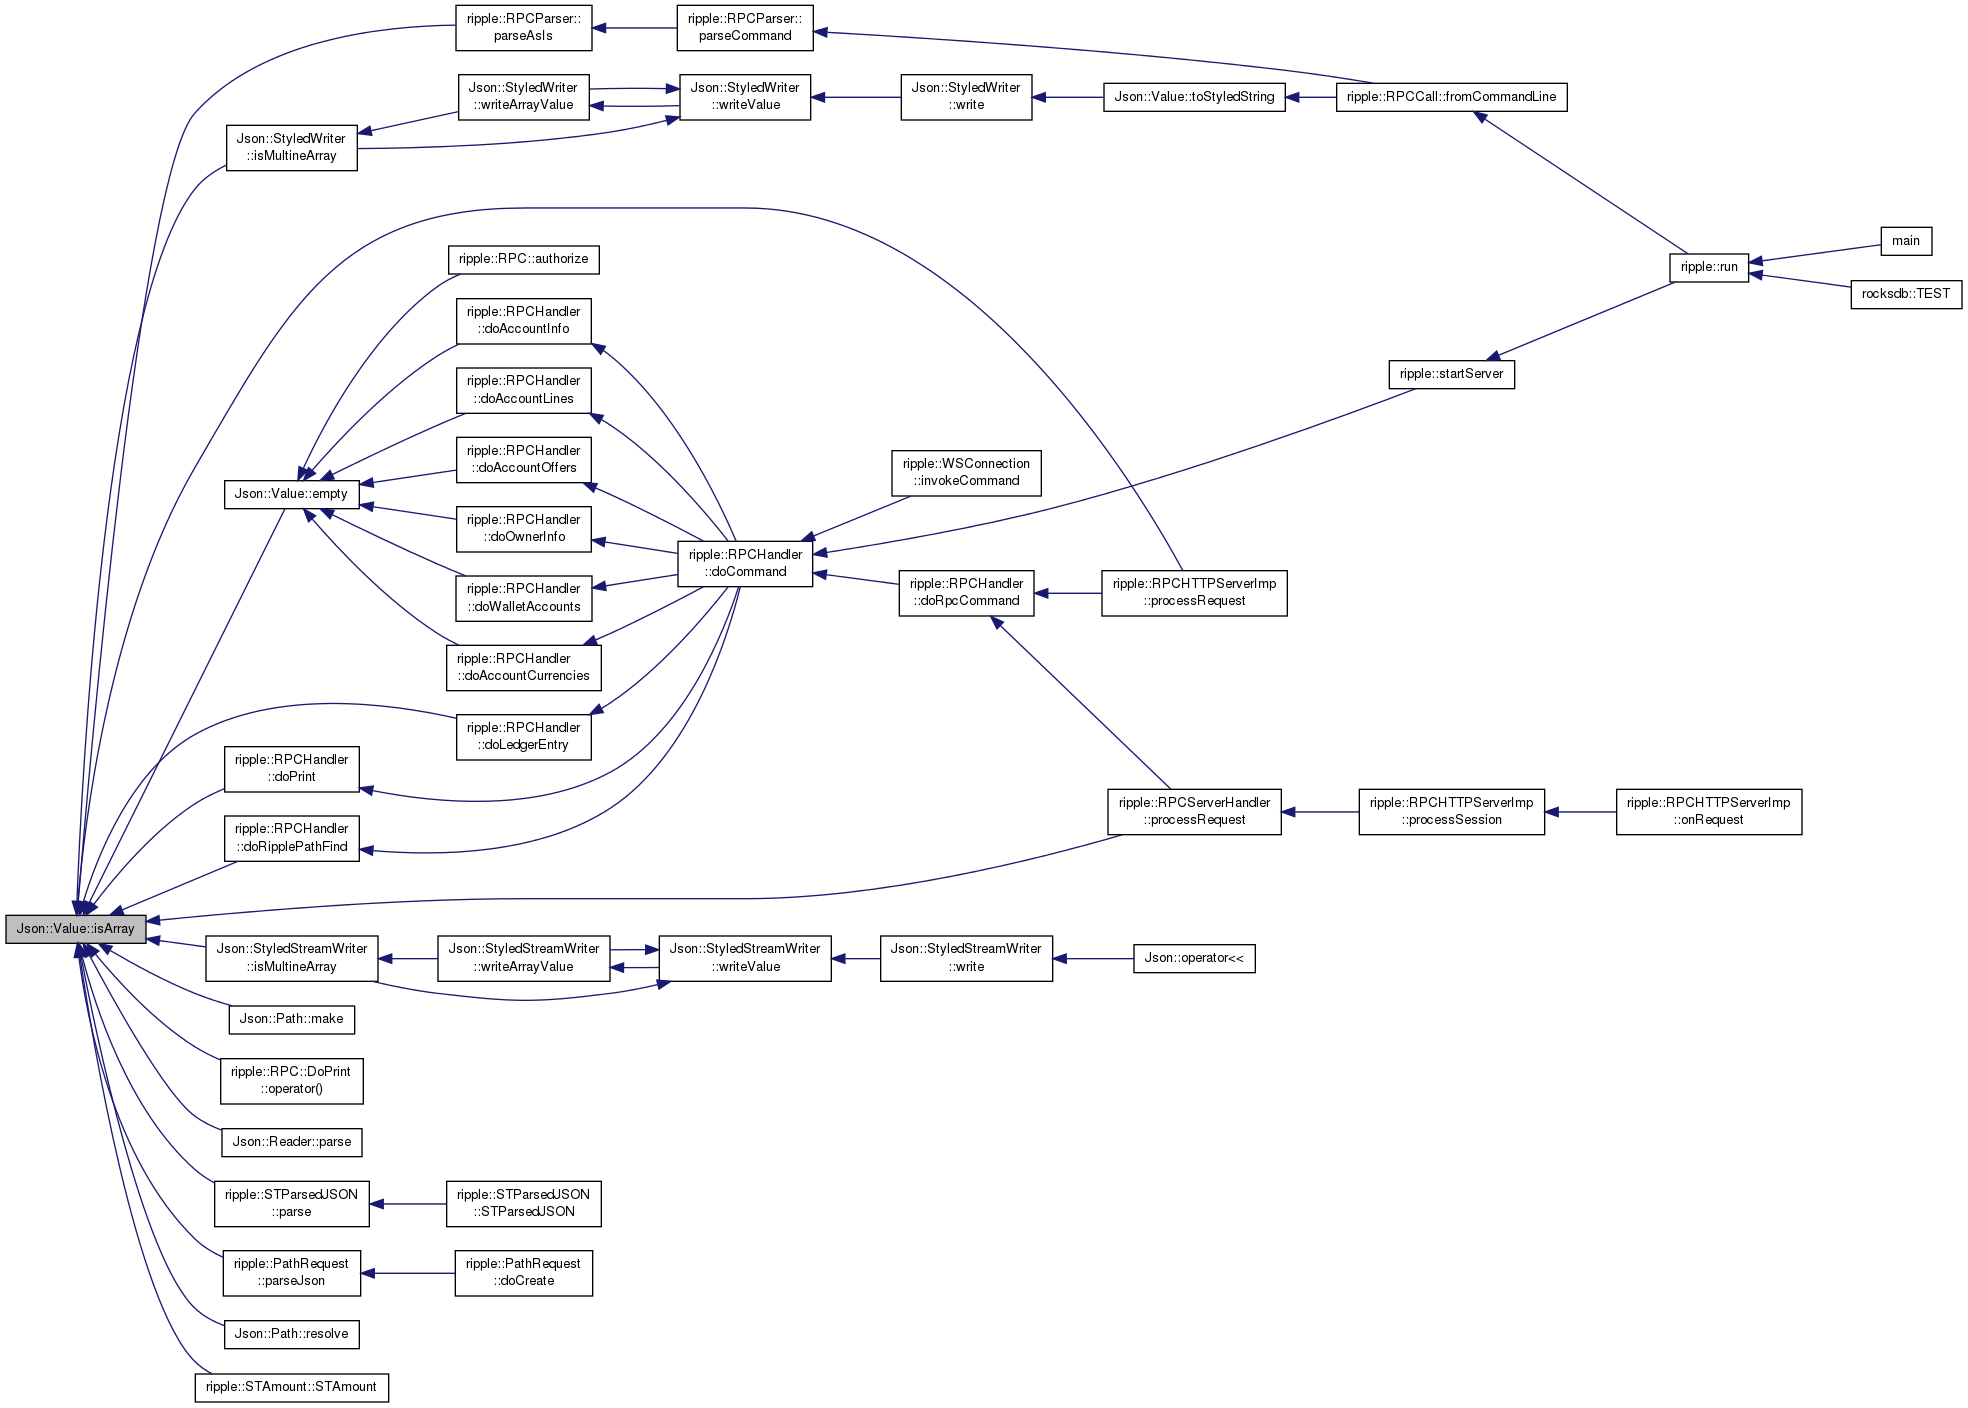 ripple::RPCParser::
parseAsIs
ripple::RPCParser::
parseCommand
Json::StyledWriter
::writeArrayValue
Json::StyledWriter
::writeValue
Json::StyledWriter
::write
Json::Value::toStyledString
ripple::RPCCall::fromCommandLine
Json::StyledWriter
::isMultineArray
main
ripple::RPC::authorize
ripple::run
rocksdb::TEST
ripple::RPCHandler
::doAccountInfo
ripple::RPCHandler
::doAccountLines
ripple::startServer
ripple::RPCHandler
::doAccountOffers
ripple::WSConnection
::invokeCommand
Json::Value::empty
ripple::RPCHandler
::doOwnerInfo
ripple::RPCHandler
::doCommand
ripple::RPCHandler
::doWalletAccounts
ripple::RPCHandler
::doRpcCommand
ripple::RPCHTTPServerImp
::processRequest
ripple::RPCHandler
::doAccountCurrencies
ripple::RPCHandler
::doLedgerEntry
ripple::RPCHandler
::doPrint
ripple::RPCServerHandler
::processRequest
ripple::RPCHTTPServerImp
::processSession
ripple::RPCHTTPServerImp
::onRequest
ripple::RPCHandler
::doRipplePathFind
Json::Value::isArray
Json::StyledStreamWriter
::isMultineArray
Json::StyledStreamWriter
::writeArrayValue
Json::StyledStreamWriter
::writeValue
Json::StyledStreamWriter
::write
Json::operator<<
Json::Path::make
ripple::RPC::DoPrint
::operator()
Json::Reader::parse
ripple::STParsedJSON
::parse
ripple::STParsedJSON
::STParsedJSON
ripple::PathRequest
::parseJson
ripple::PathRequest
::doCreate
Json::Path::resolve
ripple::STAmount::STAmount